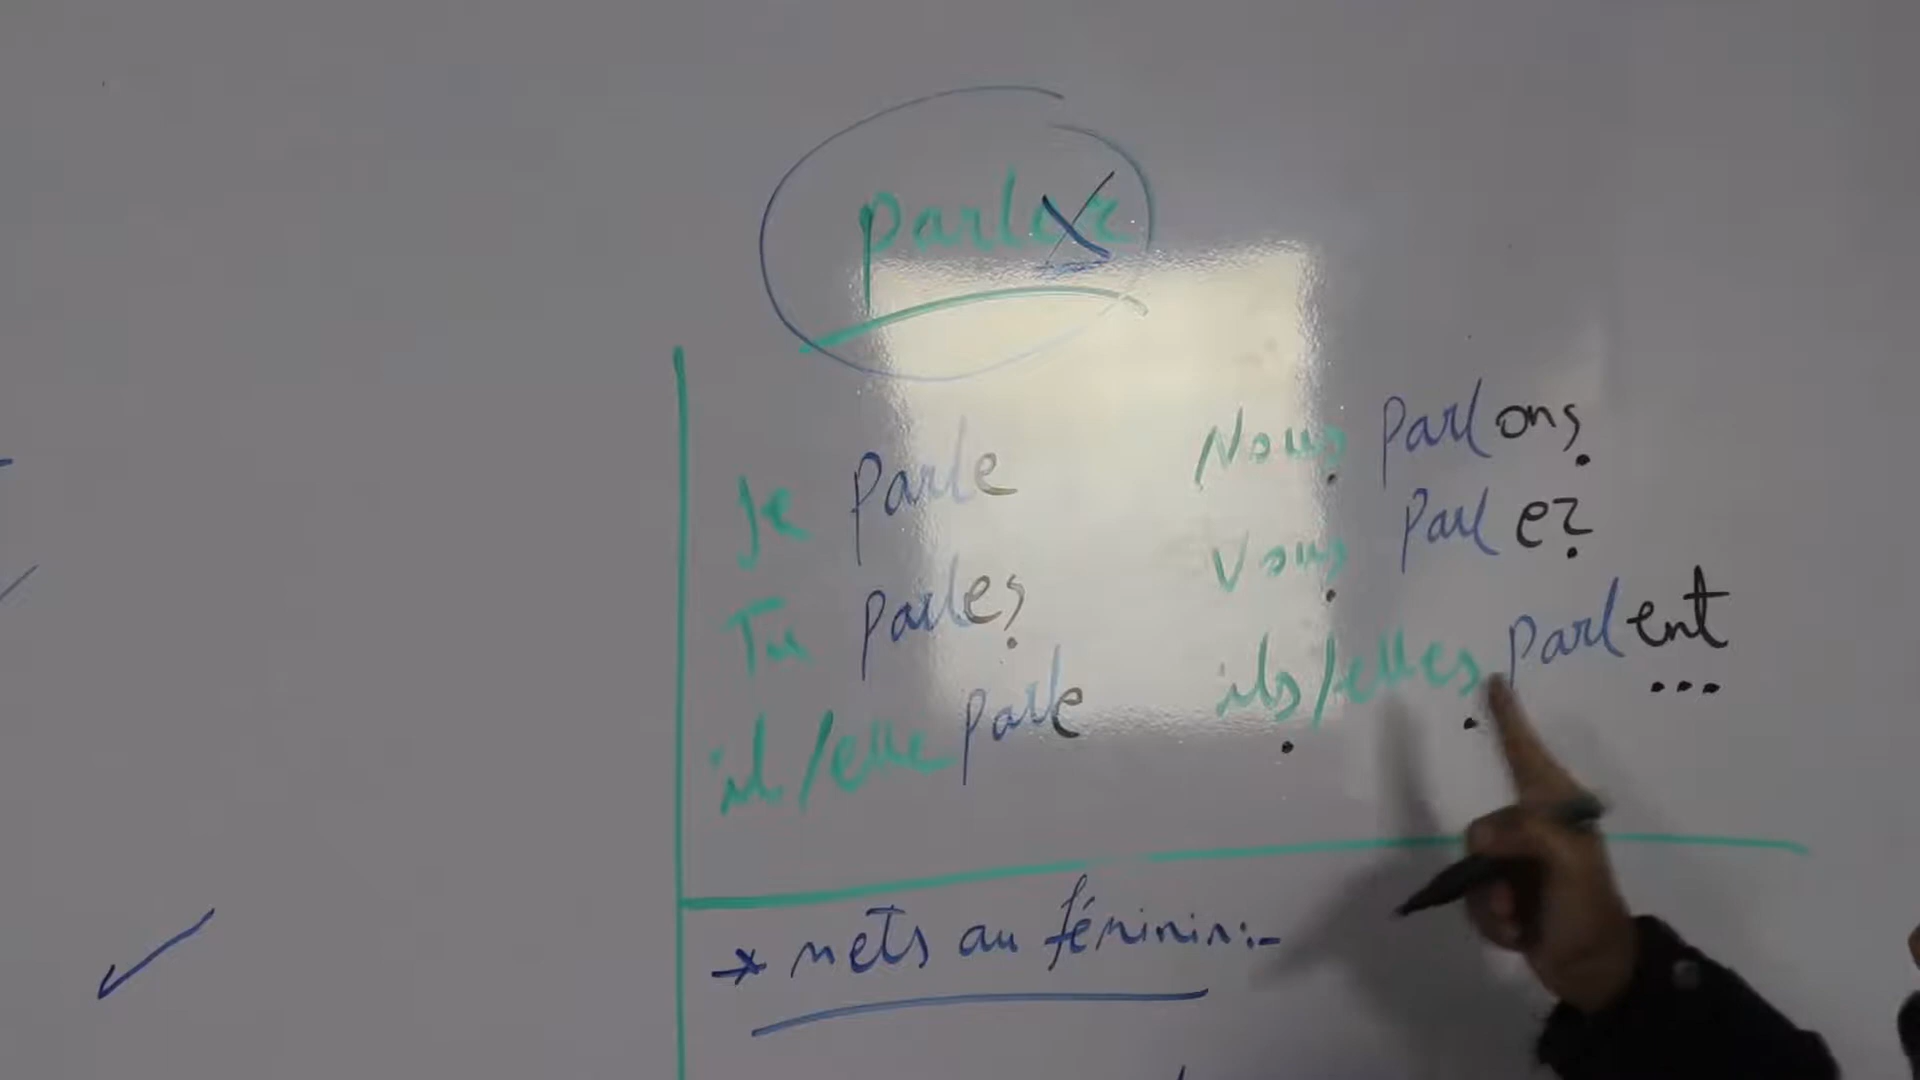 parler
Je parle
Tu parles
il/elle parle
Nous parlons
Vous parlez
ils/elles parlent
→ mets au féminin:-